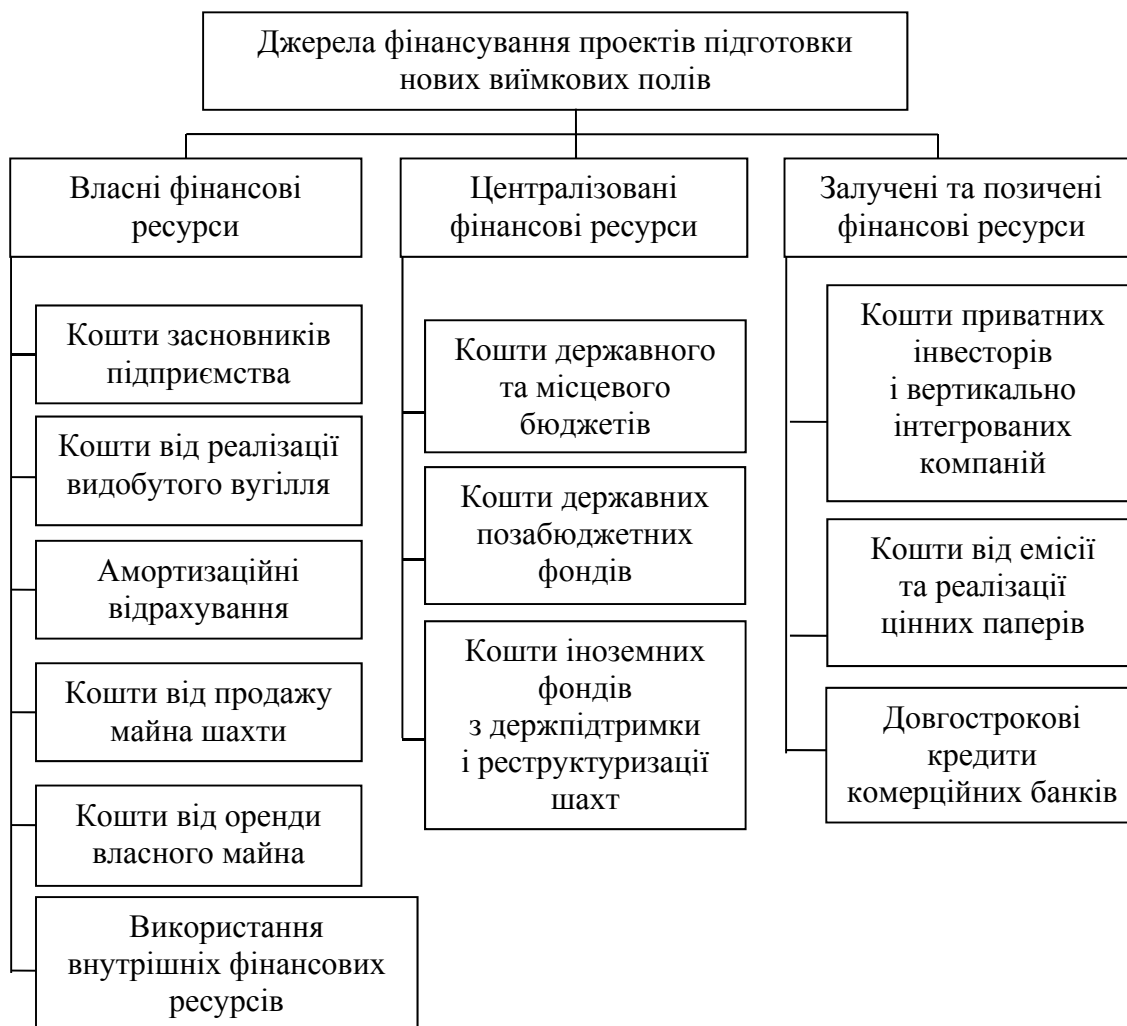 Джерела фінансування проектів підготовки
нових виїмкових полів
Власні фінансові
ресурси
Кошти засновників
підприємства
Кошти від реалізації
видобутого вугілля
Амортизаційні
відрахування
Кошти від продажу
майна шахти
Кошти від оренди
власного майна
Використання
внутрішніх фінансових
ресурсів
Централізовані
фінансові ресурси
Кошти державного
та місцевого
бюджетів
Кошти державних
позабюджетних
фондів
Кошти іноземних
фондів
з держпідтримки
і реструктуризації
шахт
Залучені та позичені
фінансові ресурси
Кошти приватних
інвесторів
і вертикально
інтегрованих
компаній
Кошти від емісії
та реалізації
цінних паперів
Довгострокові
кредити
комерційних банків